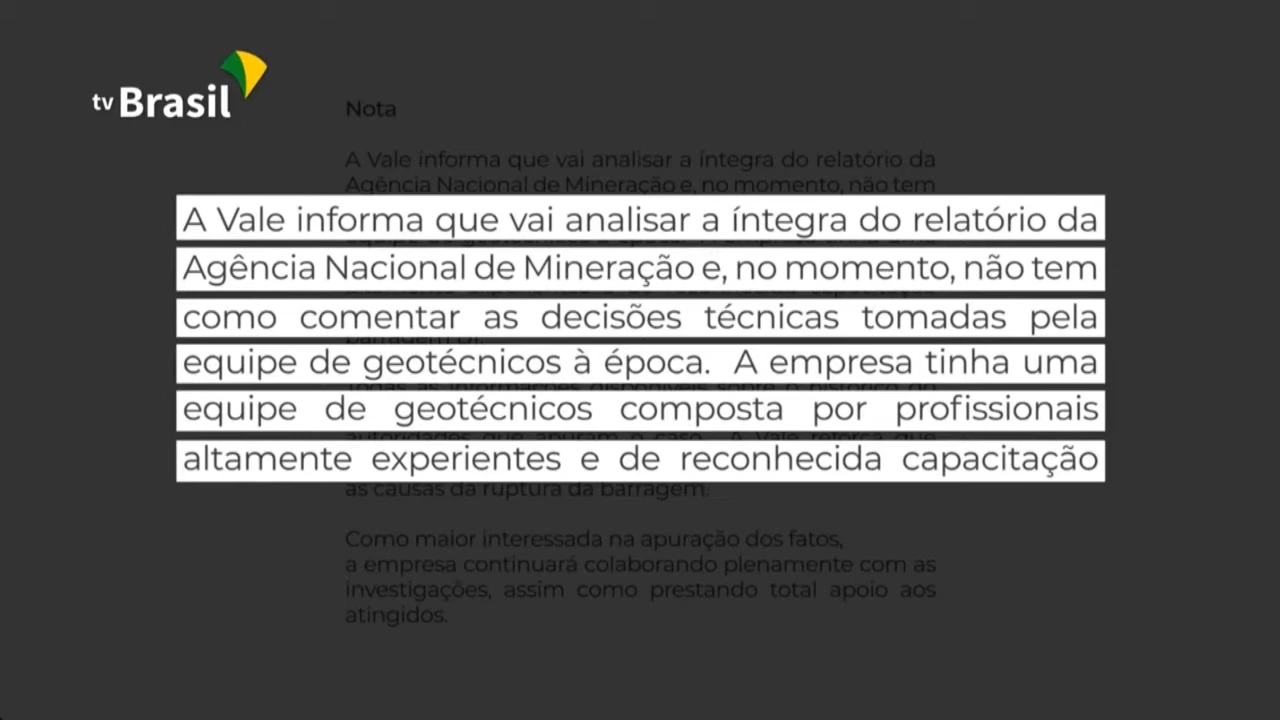 tv Brasil
Nota
A Vale informa que vai analisar a íntegra do relatório da
Agência Nacional de Mineração e, no momento, não tem
A Vale informa que vai analisar a íntegra do relatório da
Agência Nacional de Mineração e, no momento, não tem
como comentar as decisões técnicas tomadas pela
equipe de geotécnicos à época. A empresa tinha uma
equipe de geotécnicos composta por profissionais
altamente experientes e de reconhecida capacitação
as causas da ruptura da barragem.
Como maior interessada na apuração dos fatos,
a empresa continuará colaborando plenamente com as
investigações, assim como prestando total apoio aos
atingidos.